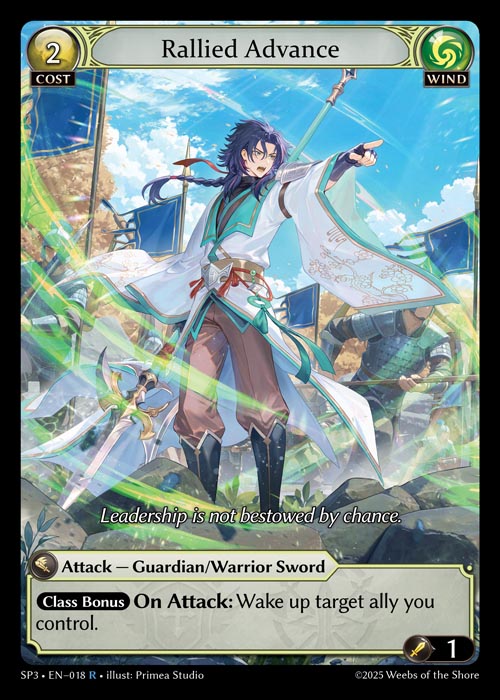 2
COST
Rallied Advance
WIND
Leadership is not bestowed by chance.
Attack — Guardian/Warrior Sword
Class Bonus On Attack: Wake up target ally you
control.
1
SP3 • EN–018 R • illust: Primea Studio
©2025 Weebs of the Shore